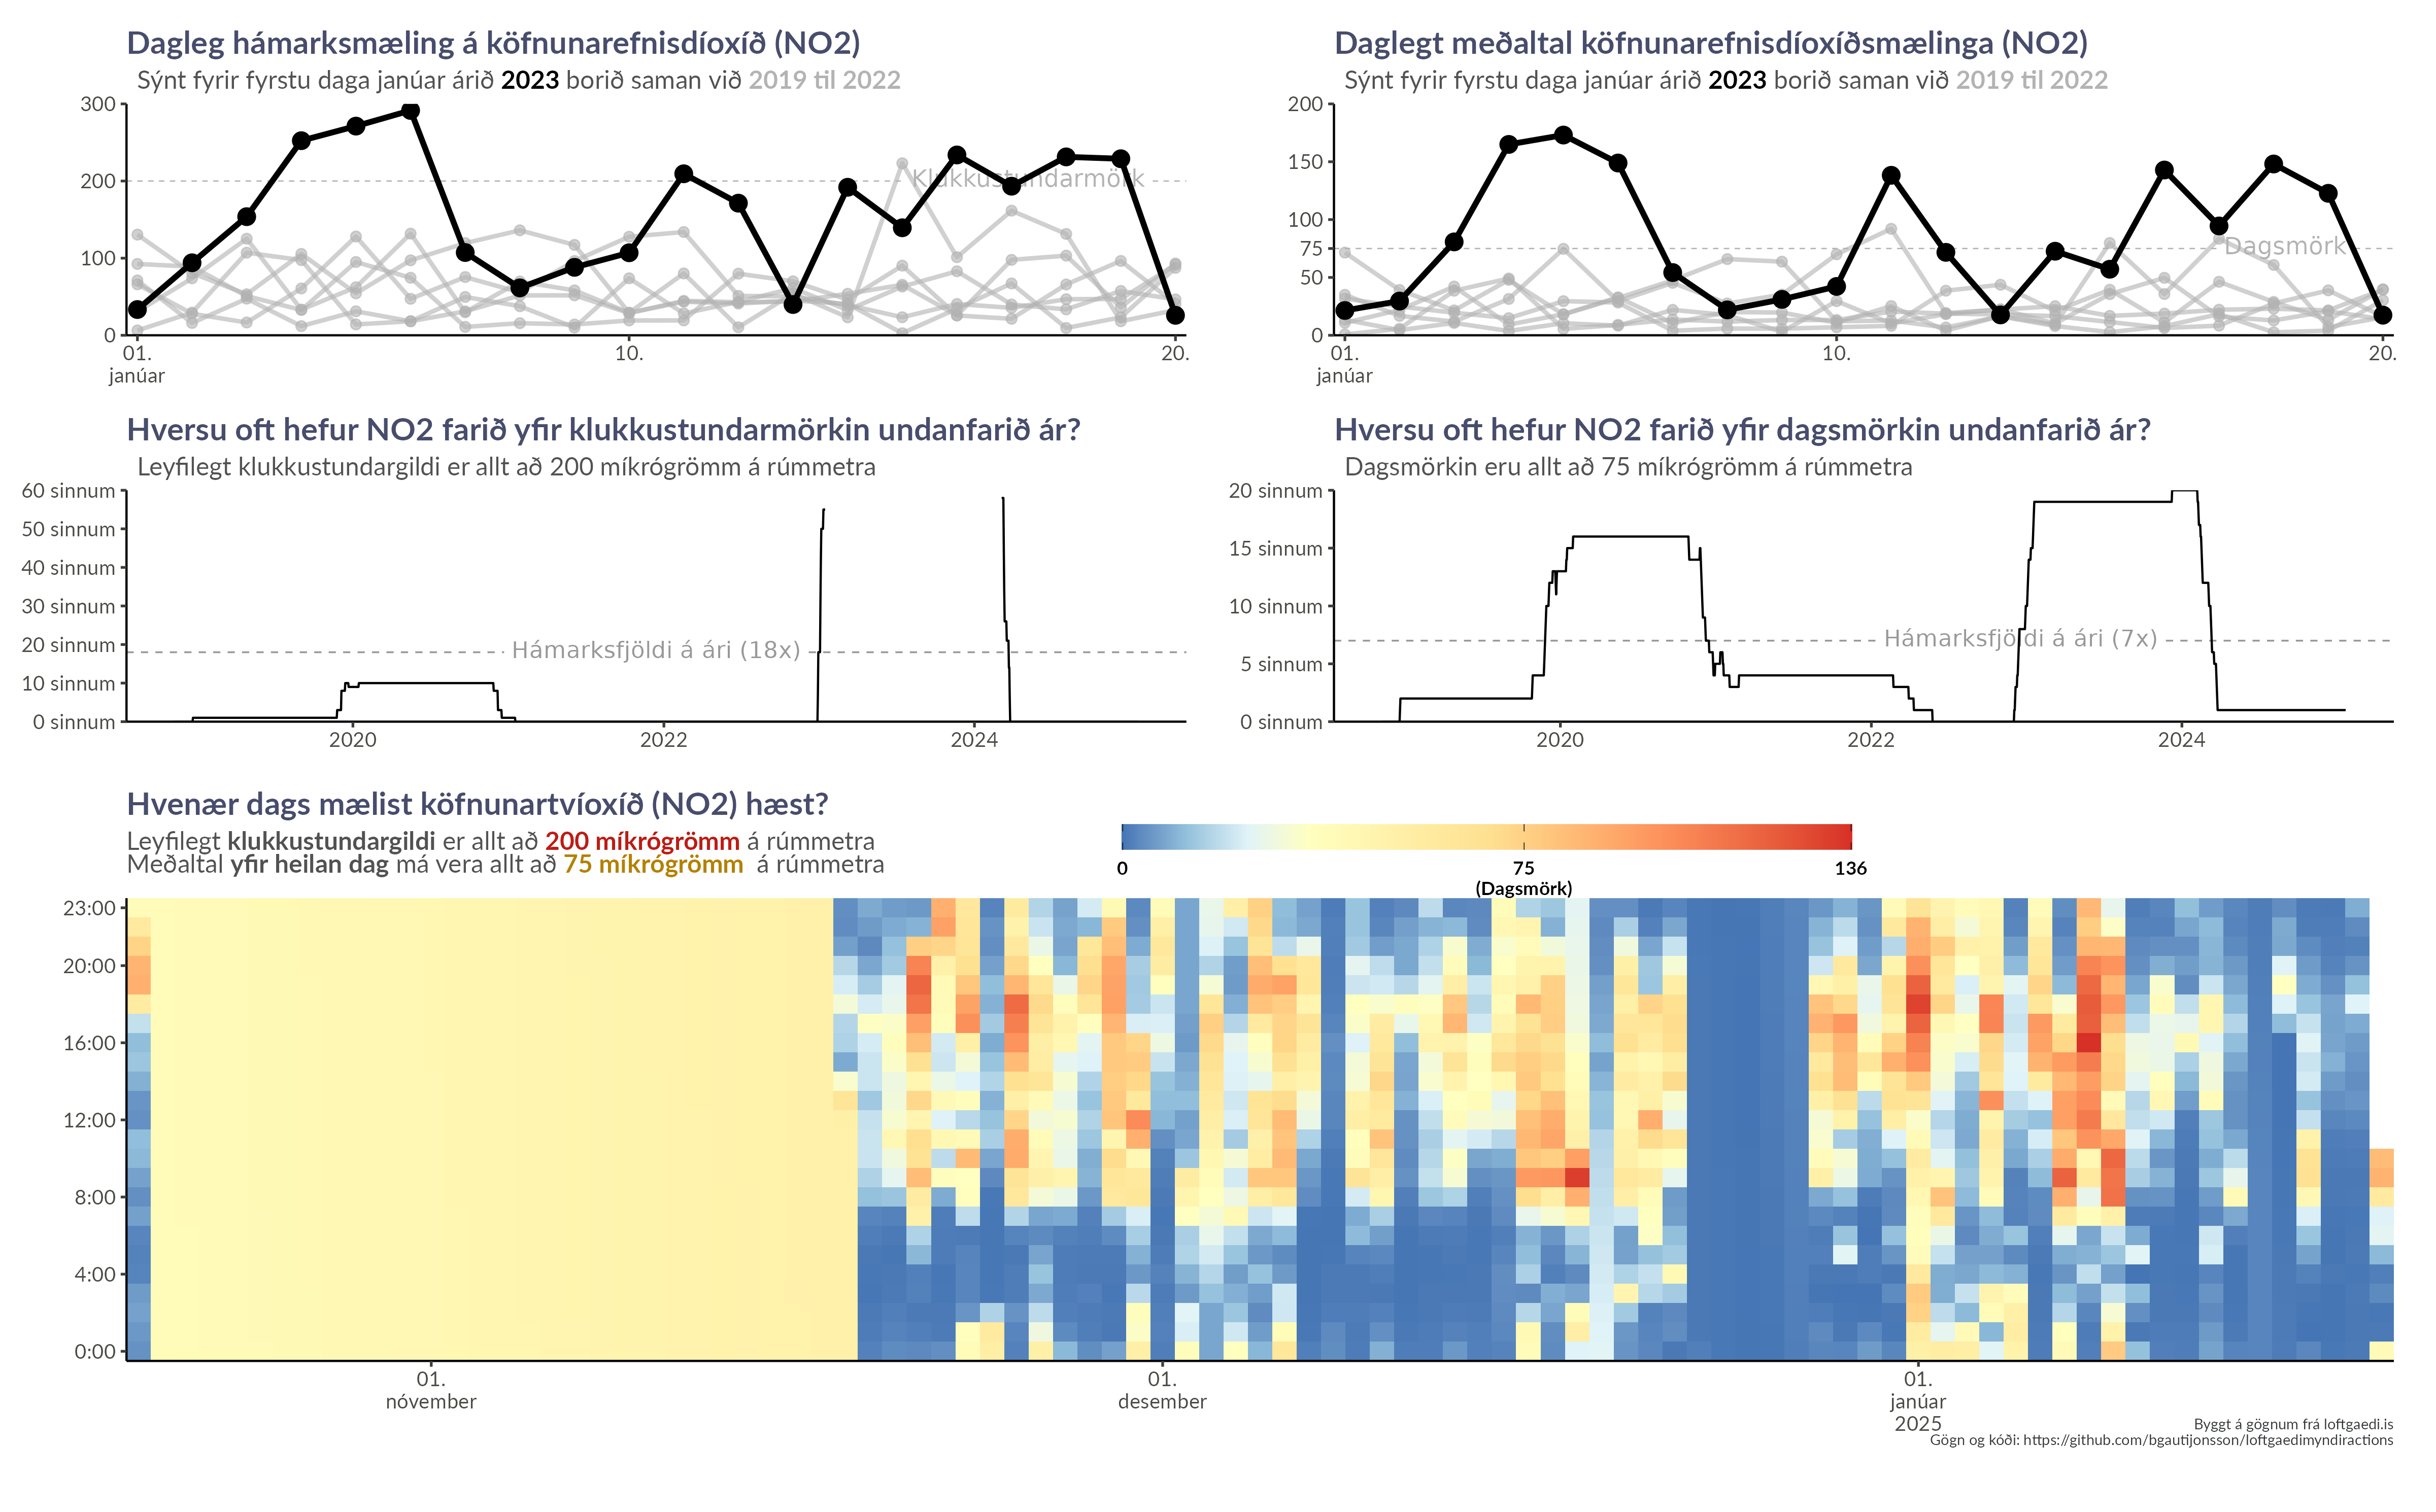 Dagleg hámarksmæling á köfnunarefnisdíoxíð (NO2)
Sýnt fyrir fyrstu daga janúar árið 2023 borið saman við 2019 til 2022
300
200
100
0
Klukkustundarmörk
01.
janúar
10.
20.
Daglegt meðaltal köfnunarefnisdíoxíðsmælinga (NO2)
Sýnt fyrir fyrstu daga janúar árið 2023 borið saman við 2019 til 2022
200
150
100
75
50
0
Dagsmörk
01.
janúar
10.
20.
Hversu oft hefur NO2 farið yfir klukkustundarmörkin undanfarið ár?
Leyfilegt klukkustundargildi er allt að 200 míkrógrömm á rúmmetra
60 sinnum
50 sinnum
40 sinnum
30 sinnum
20 sinnum
10 sinnum
0 sinnum
Hámarksfjöldi á ári (18x)
2020
2022
2024
Hversu oft hefur NO2 farið yfir dagsmörkin undanfarið ár?
Dagsmörkin eru allt að 75 míkrógrömm á rúmmetra
20 sinnum
15 sinnum
10 sinnum
5 sinnum
0 sinnum
Hámarksfjöldi á ári (7x)
2020
2022
2024
Hvenær dags mælist köfnunartvíoxíð (NO2) hæst?
Leyfilegt klukkustundargildi er allt að 200 míkrógrömm á rúmmetra
Meðaltal yfir heilan dag má vera allt að 75 míkrógrömm á rúmmetra
0
75
(Dagsmörk)
136
23:00
20:00
16:00
12:00
8:00
4:00
0:00
01.
nóvember
01.
desember
01.
janúar
2025
Byggt á gögnum frá loftgaedi.is
Gögn og kóði: https://github.com/bgautijonsson/loftgaedimyndiractions